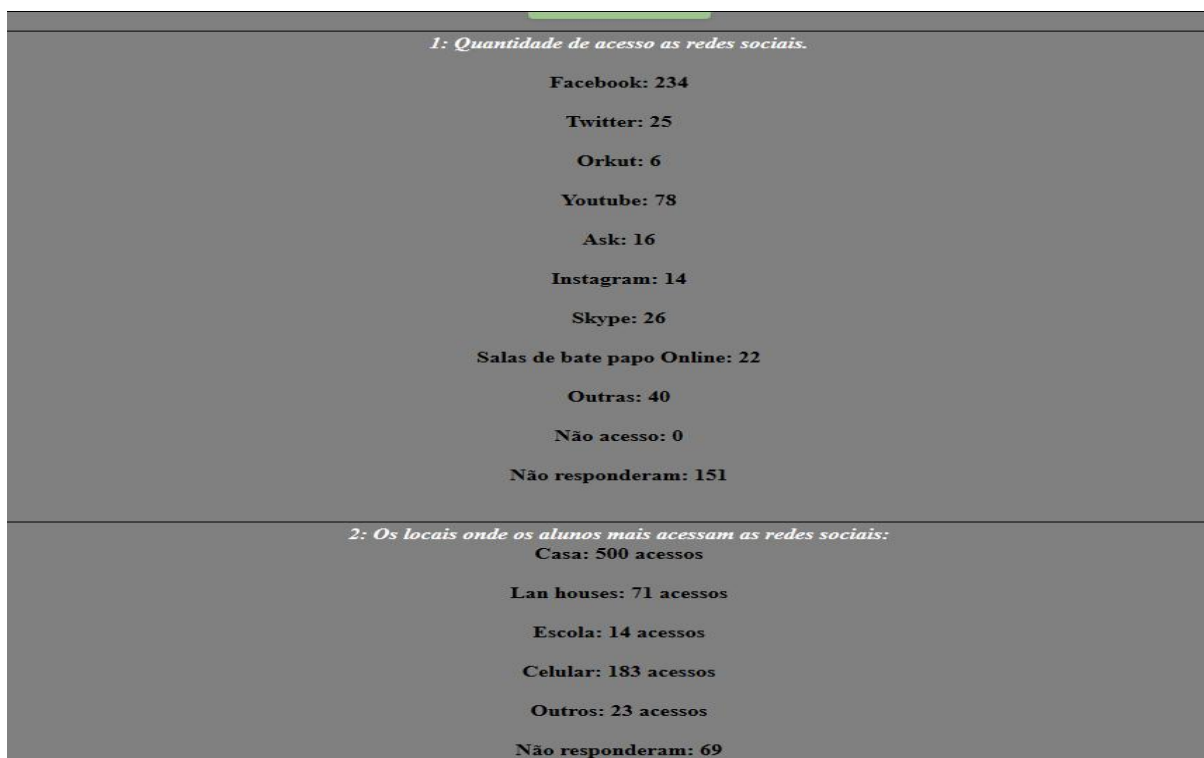 1: Quantidade de acesso as redes sociais.
Facebook: 234
Twitter: 25
Orkut: 6
Youtube: 78
Ask: 16
Instagram: 14
Skype: 26
Salas de bate papo Online: 22
Outras: 40
Não acesso: 0
Não responderam: 151
2: Os locais onde os alunos mais acessam as redes sociais:
Casa: 500 acessos
Lan houses: 71 acessos
Escola: 14 acessos
Celular: 183 acessos
Outros: 23 acessos
Não responderam: 69